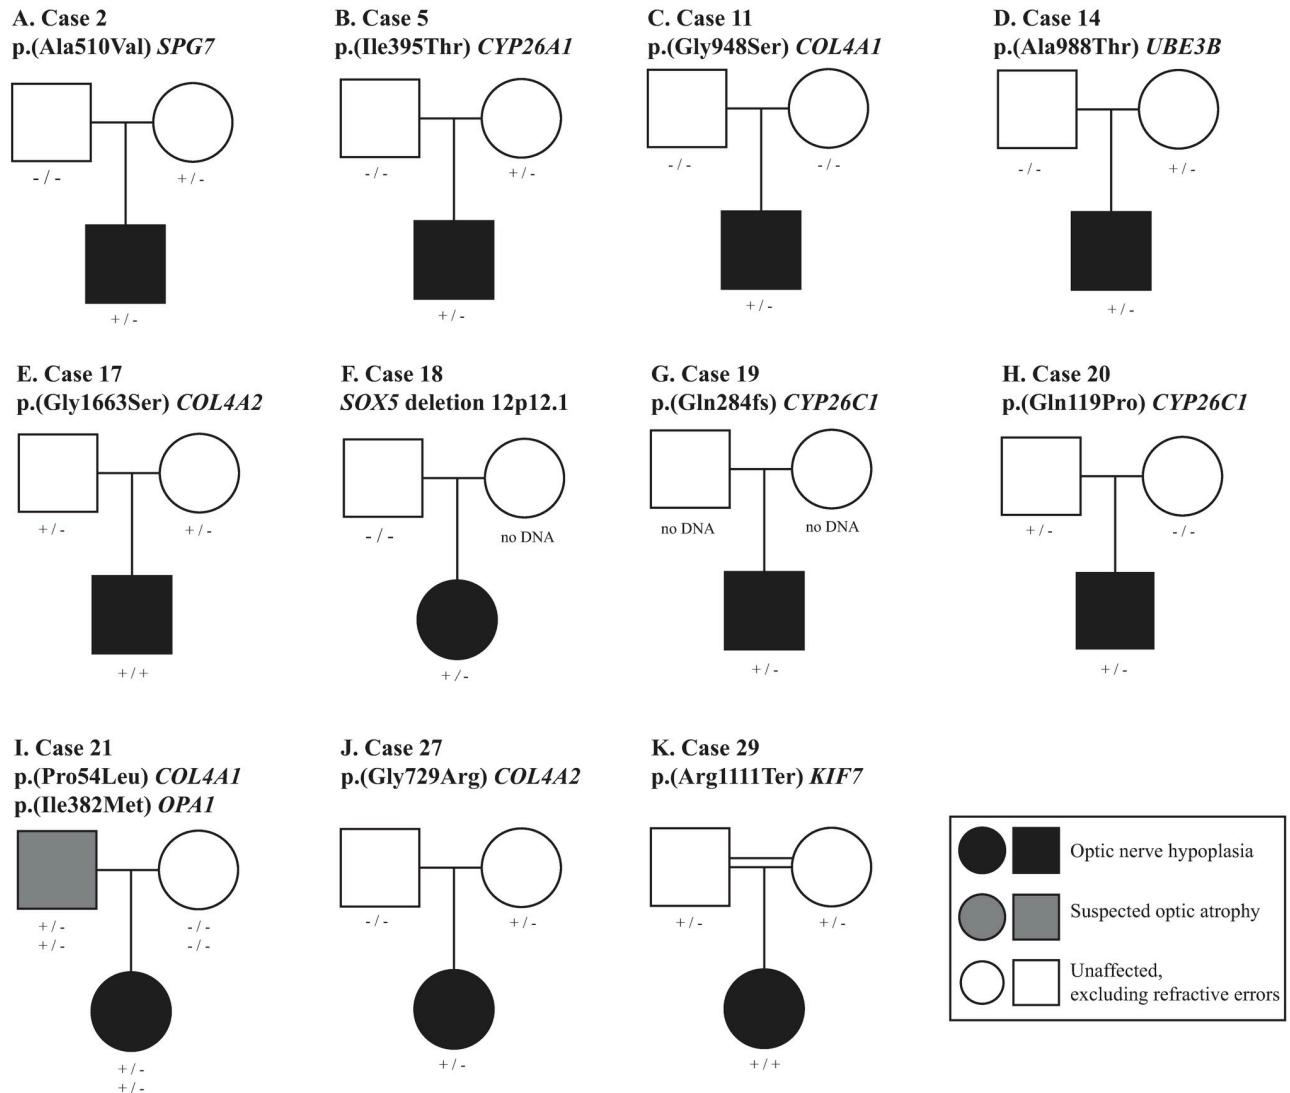 A. Case 2
p.(Ala510Val) SPG7
- / -
+ / -
+ / -
B. Case 5
p.(Ile395Thr) CYP26A1
- / -
+ / -
+ / -
C. Case 11
p.(Gly948Ser) COL4A1
- / -
- / -
+ / -
D. Case 14
p.(Ala988Thr) UBE3B
- / -
+ / -
+ / -
E. Case 17
p.(Gly1663Ser) COL4A2
+ / -
+ / -
+ / +
F. Case 18
SOX5 deletion 12p12.1
- / -
no DNA
+ / -
G. Case 19
p.(Gln284fs) CYP26C1
no DNA
no DNA
+ / -
H. Case 20
p.(Gln119Pro) CYP26C1
+ / -
- / -
+ / -
I. Case 21
p.(Pro54Leu) COL4A1
p.(Ile382Met) OPA1
+ / -
+ / -
- / -
- / -
+ / -
+ / -
J. Case 27
p.(Gly729Arg) COL4A2
- / -
+ / -
+ / -
K. Case 29
p.(Arg1111Ter) KIF7
+ / -
+ / -
+ / +
Optic nerve hypoplasia
Suspected optic atrophy
Unaffected,
excluding refractive errors